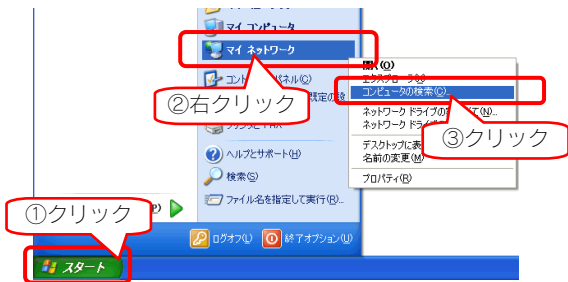 マイ コンピュータ
マイ ネットワーク
開く(O)
エクスプローラ(X)
コンピュータの検索(C)...
コントロール パネル(C)
既定の設
②右クリック
ネットワーク ドライブの
て(N)...
ネットワーク ドライブの
③クリック
デスクトップに表
名前の変更(M)
プロパティ(R)
ヘルプとサポート(H)
検索(S)
ファイル名を指定して実行(R)...
①クリック
P)
ログオフ(L)
終了オプション(U)
スタート